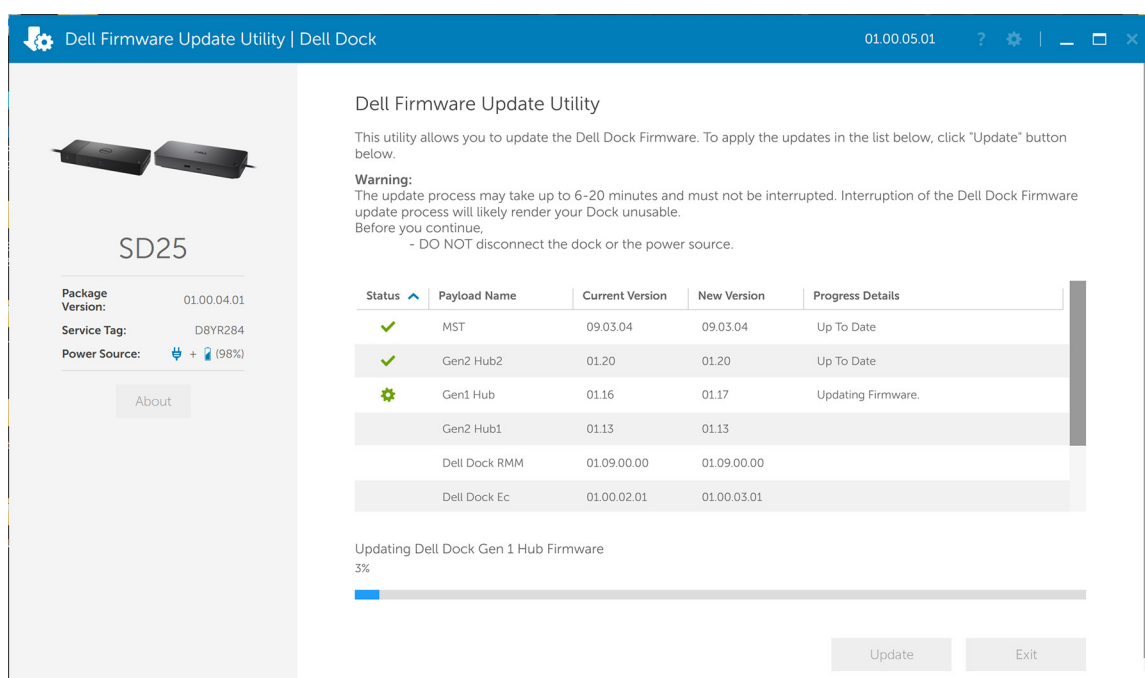 Dell Firmware Update Utility | Dell Dock
01.00.05.01
?
Dell Firmware Update Utility
This utility allows you to update the Dell Dock Firmware. To apply the updates in the list below, click "Update" button
below.
Warning:
The update process may take up to 6-20 minutes and must not be interrupted. Interruption of the Dell Dock Firmware
update process will likely render your Dock unusable.
Before you continue,
- DO NOT disconnect the dock or the power source.
SD25
Package
Version: 01.00.04.01
Service Tag: D8YR284
Power Source: + (98%)
About
Status Payload Name Current Version New Version Progress Details
MST 09.03.04 09.03.04 Up To Date
Gen2 Hub2 01.20 01.20 Up To Date
Gen1 Hub 01.16 01.17 Updating Firmware.
Gen2 Hub1 01.13 01.13
Dell Dock RMM 01.09.00.00 01.09.00.00
Dell Dock Ec 01.00.02.01 01.00.03.01
Updating Dell Dock Gen 1 Hub Firmware
3%
Update Exit